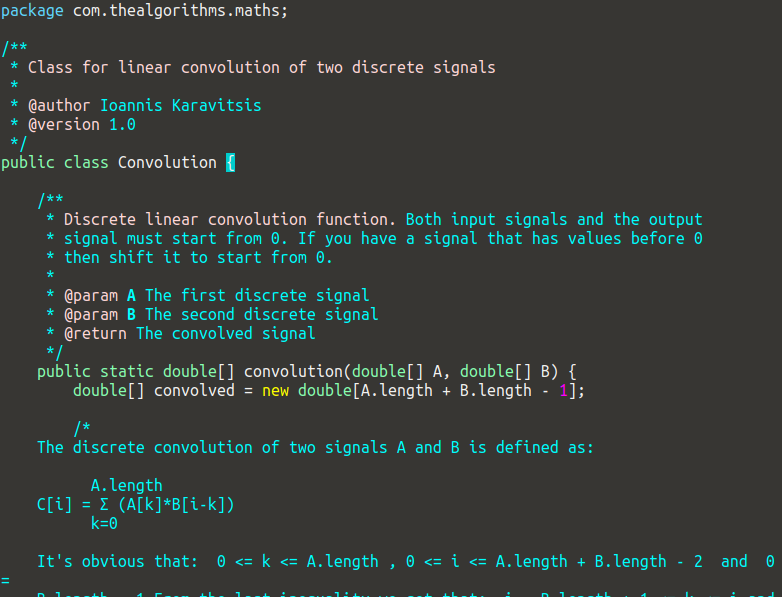 package com.thealgorithms.maths;
/**
* Class for linear convolution of two discrete signals
*
* @author Ioannis Karavitsis
* @version 1.0
*/
public class Convolution {
/**
* Discrete linear convolution function. Both input signals and the output
* signal must start from 0. If you have a signal that has values before 0
* then shift it to start from 0.
*
* @param A The first discrete signal
* @param B The second discrete signal
* @return The convolved signal
*/
public static double[] convolution(double[] A, double[] B) {
double[] convolved = new double[A.length + B.length - 1];
/*
The discrete convolution of two signals A and B is defined as:
A.length
C[i] = Σ (A[k]*B[i-k])
k=0
It's obvious that:  0 <= k <= A.length , 0 <= i <= A.length + B.length - 2  and  0
=